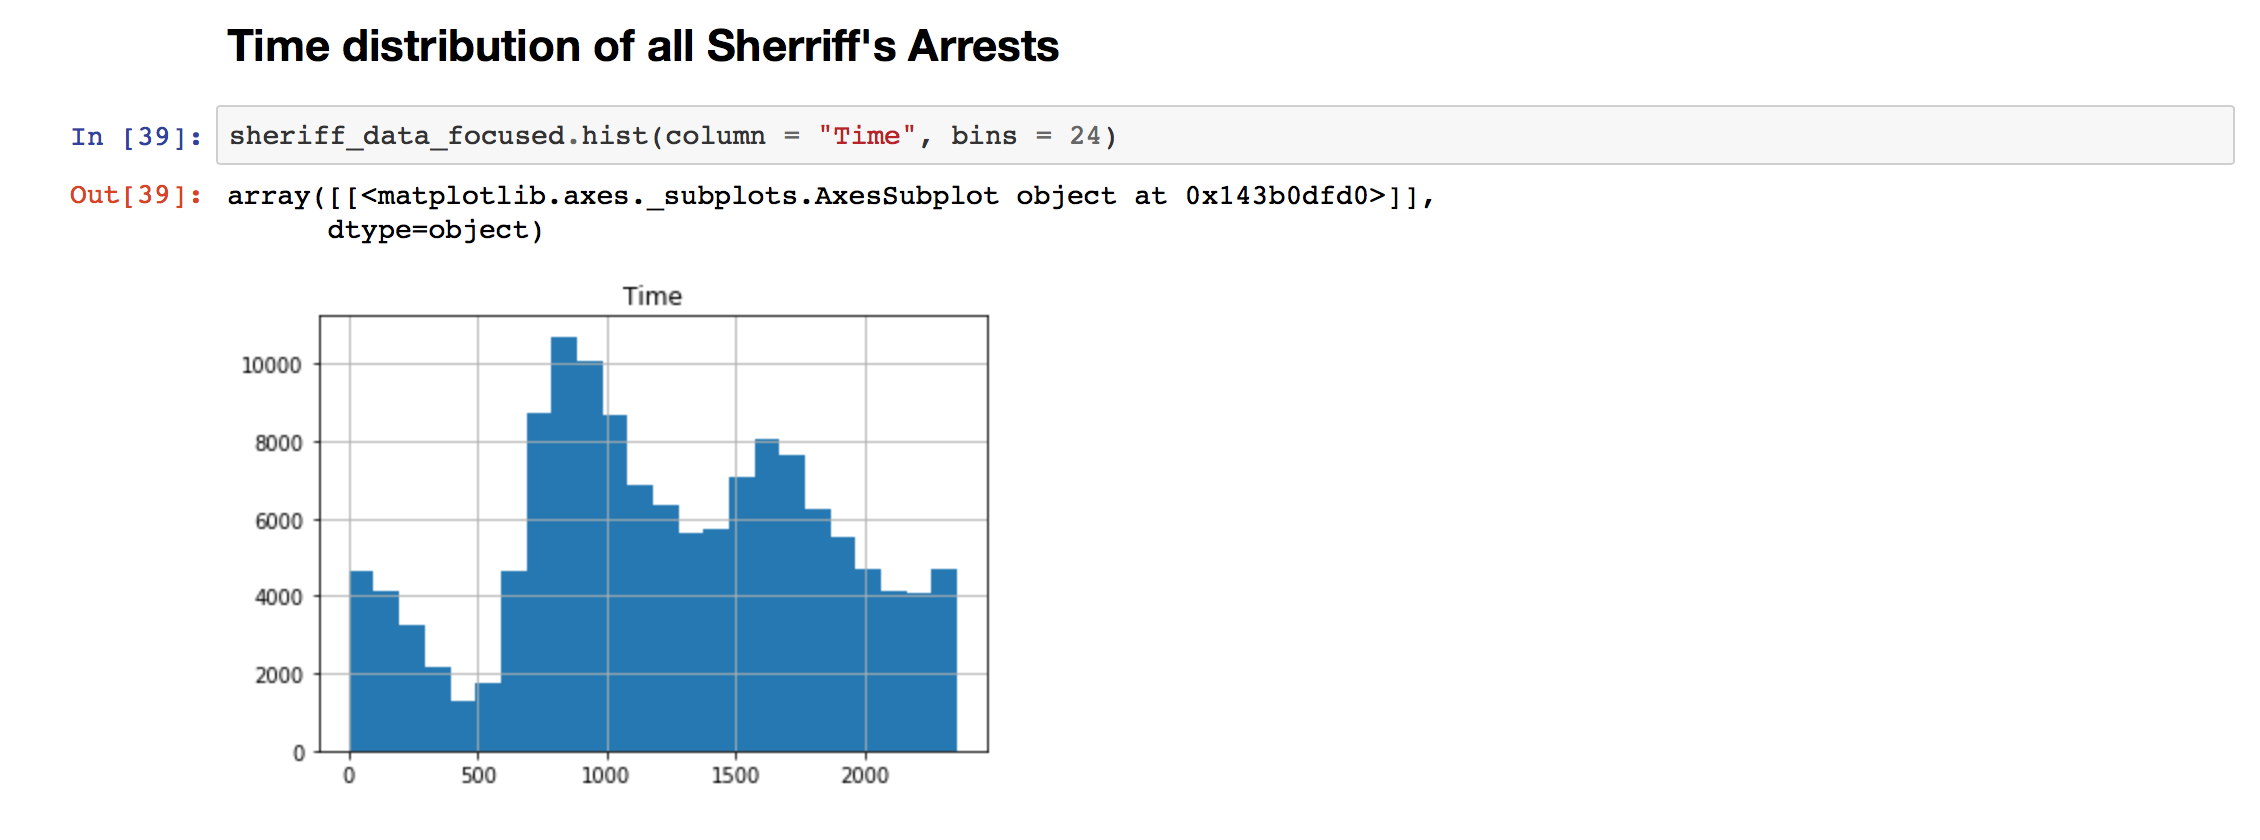 Time distribution of all Sherriff's Arrests
In [39]: sheriff_data_focused.hist(column = "Time", bins = 24)
Out[39]: array([[<matplotlib.axes._subplots.AxesSubplot object at 0x143b0dfd0>]],
dtype=object)
Time
10000
8000
6000
4000
2000
0
0 500 1000 1500 2000